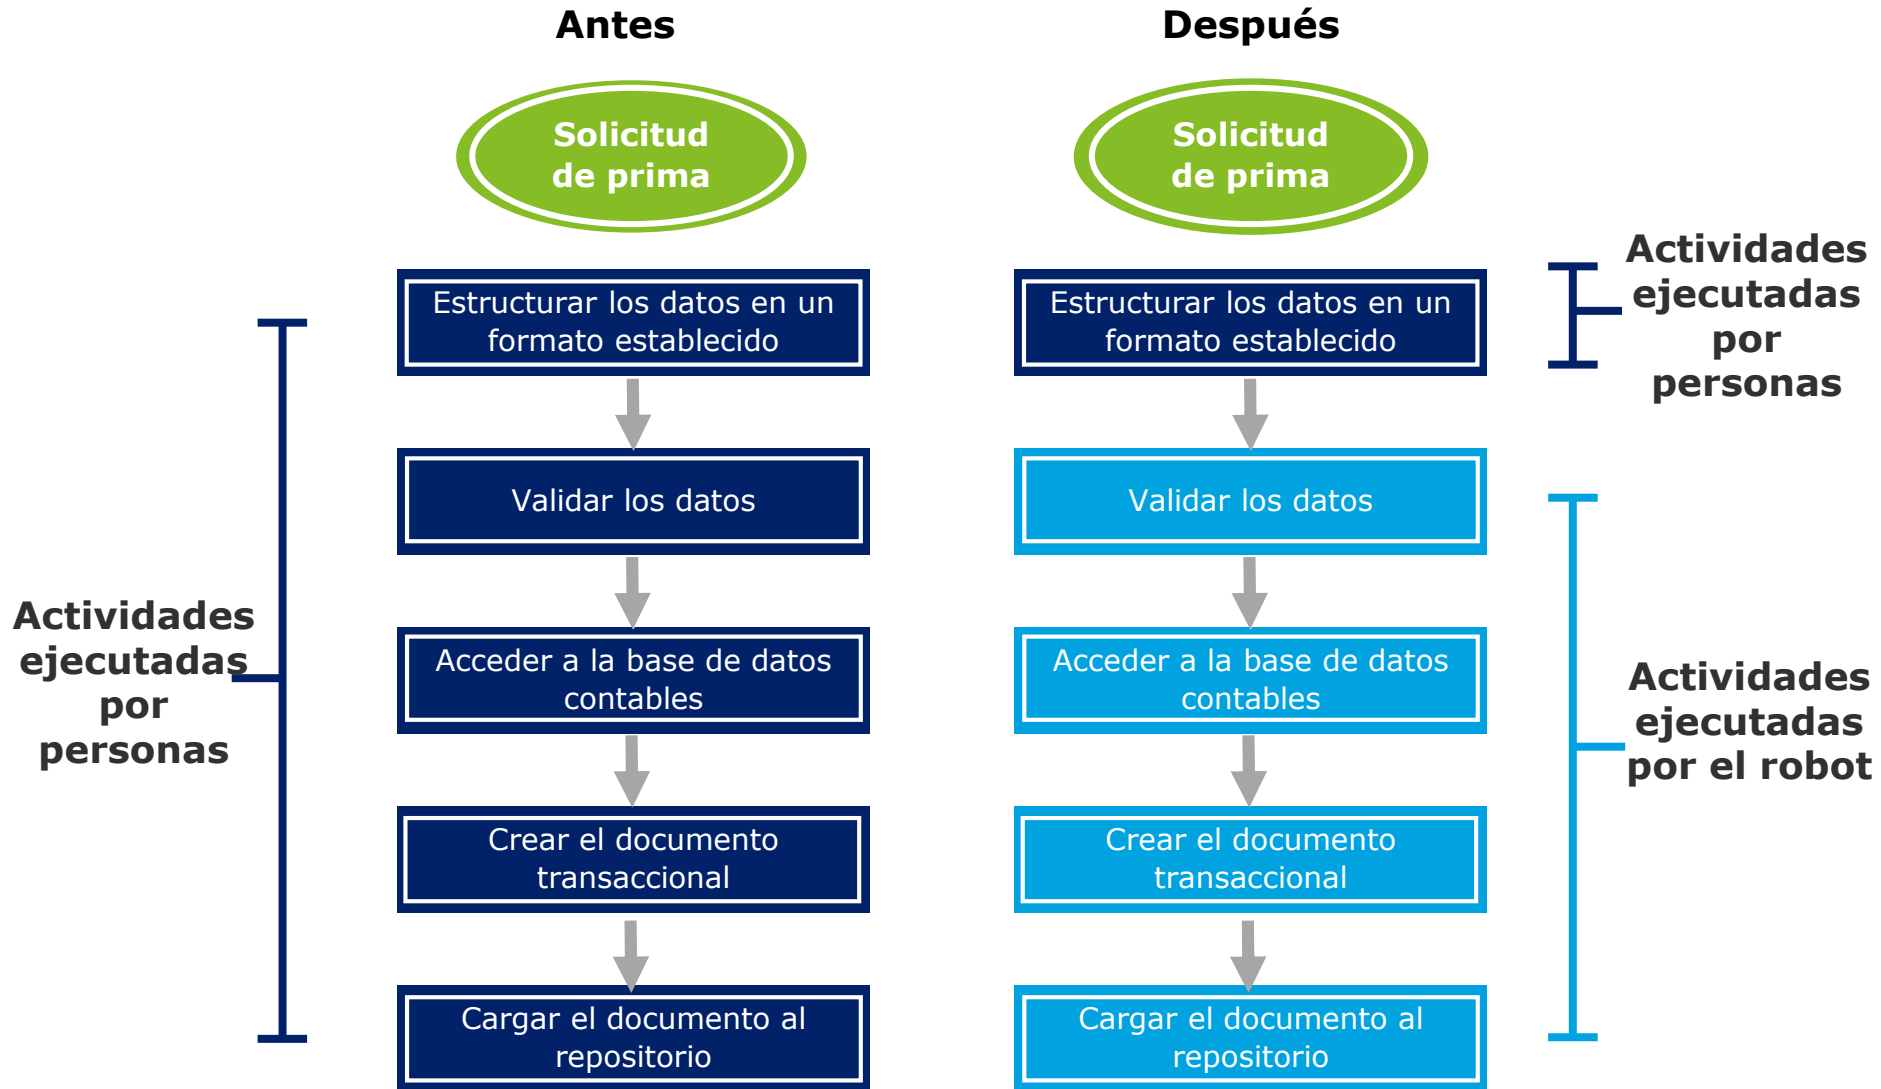 Antes
Solicitud
de prima
Estructurar los datos en un
formato establecido
Validar los datos
Acceder a la base de datos
contables
Crear el documento
transaccional
Cargar el documento al
repositorio
Actividades
ejecutadas
por
personas
Después
Solicitud
de prima
Estructurar los datos en un
formato establecido
Validar los datos
Acceder a la base de datos
contables
Crear el documento
transaccional
Cargar el documento al
repositorio
Actividades
ejecutadas
por
personas
Actividades
ejecutadas
por el robot